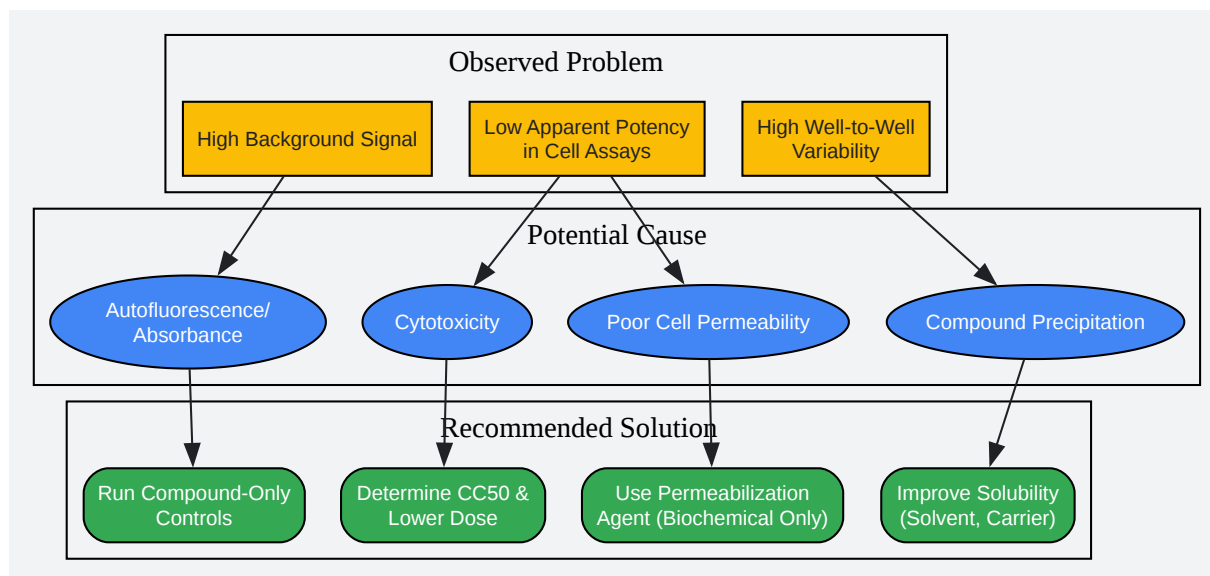 Observed Problem
High Background Signal
Low Apparent Potency
in Cell Assays
High Well-to-Well
Variability
Potential Cause
Autofluorescence/
Absorbance
Cytotoxicity
Poor Cell Permeability
Compound Precipitation
Recommended Solution
Run Compound-Only
Controls
Determine CC50 &
Lower Dose
Use Permeabilization
Agent (Biochemical Only)
Improve Solubility
(Solvent, Carrier)